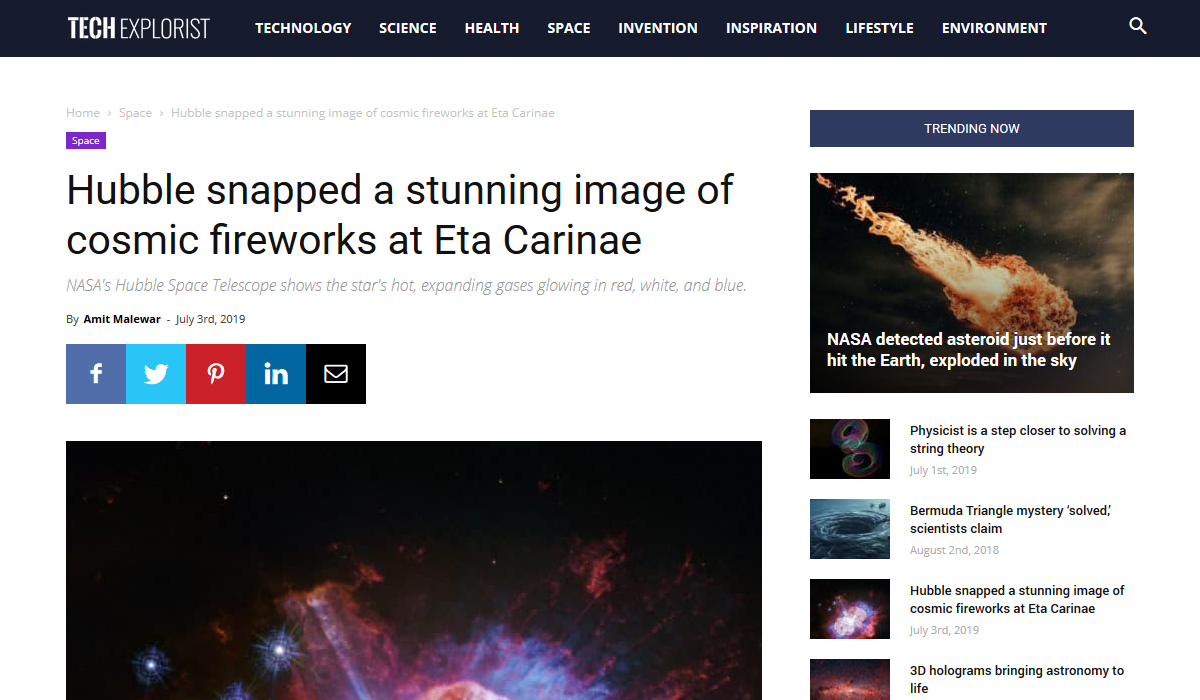 TECH EXPLORIST
TECHNOLOGY SCIENCE HEALTH SPACE INVENTION INSPIRATION LIFESTYLE ENVIRONMENT
Home › Space › Hubble snapped a stunning image of cosmic fireworks at Eta Carinae
Space
Hubble snapped a stunning image of
cosmic fireworks at Eta Carinae
NASA's Hubble Space Telescope shows the star's hot, expanding gases glowing in red, white, and blue.
By Amit Malewar - July 3rd, 2019
TRENDING NOW
NASA detected asteroid just before it
hit the Earth, exploded in the sky
Physicist is a step closer to solving a
string theory
July 1st, 2019
Bermuda Triangle mystery ‘solved,’
scientists claim
August 2nd, 2018
Hubble snapped a stunning image of
cosmic fireworks at Eta Carinae
July 3rd, 2019
3D holograms bringing astronomy to
life